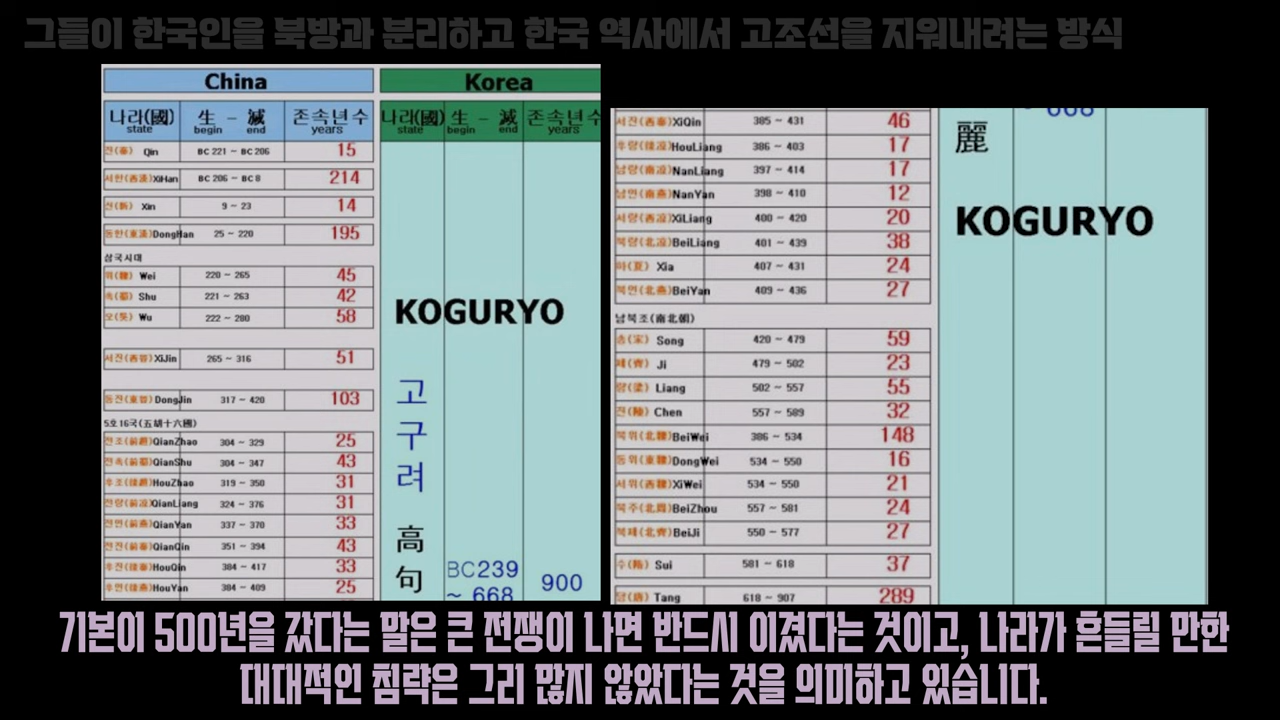 그들이 한국인을 북방과 분리하고 한국 역사에서 고조선을 지워내려는 방식
China
Korea
나라(國) 生 - 滅 존속년수
state begin end years
나라(國) 生 - 滅 존속년수
state begin end years
진(秦) Qin BC 221 ~ BC 206 15
서한(西漢)XiHan BC 206 ~ BC 8 214
신(新) Xin 9 ~ 23 14
동한(東漢)DongHan 25 ~ 220 195
삼국시대
위(魏) Wei 220 ~ 265 45
촉(蜀) Shu 221 ~ 263 42
오(吳) Wu 222 ~ 280 58
서진(西晉)XiJin 265 ~ 316 51
동진(東晉)DongJin 317 ~ 420 103
5호16국(五胡十六國)
전조(前趙)QianZhao 304 ~ 329 25
전촉(前蜀)QianShu 304 ~ 347 43
후조(後趙)HouZhao 319 ~ 350 31
전량(前凉)QianLiang 324 ~ 376 31
전연(前燕)QianYan 337 ~ 370 33
전진(前秦)QianQin 351 ~ 394 43
후진(後秦)HouQin 384 ~ 417 33
후연(後燕)HouYan 384 ~ 409 25
KOGURYO
고
구
려
高
句
BC239
~ 668
900
서진(西秦)XiQin 385 ~ 431 46
후량(後凉)HouLiang 386 ~ 403 17
남량(南凉)NanLiang 397 ~ 414 17
남연(南燕)NanYan 398 ~ 410 12
서량(西凉)XiLiang 400 ~ 420 20
북량(北凉)BeiLiang 401 ~ 439 38
하(夏) Xia 407 ~ 431 24
북연(北燕)BeiYan 409 ~ 436 27
남북조(南北朝)
송(宋) Song 420 ~ 479 59
제(齊) Ji 479 ~ 502 23
량(梁) Liang 502 ~ 557 55
진(陳) Chen 557 ~ 589 32
북위(北魏)BeiWei 386 ~ 534 148
동위(東魏)DongWei 534 ~ 550 16
서위(西魏)XiWei 534 ~ 550 21
북주(北周)BeiZhou 557 ~ 581 24
북제(北齊)BeiJi 550 ~ 577 27
수(隋) Sui 581 ~ 618 37
당(唐) Tang 618 ~ 907 289
~ 668
麗
KOGURYO
기본이 500년을 갔다는 말은 큰 전쟁이 나면 반드시 이겼다는 것이고, 나라가 흔들릴 만한
대대적인 침략은 그리 많지 않았다는 것을 의미하고 있습니다.